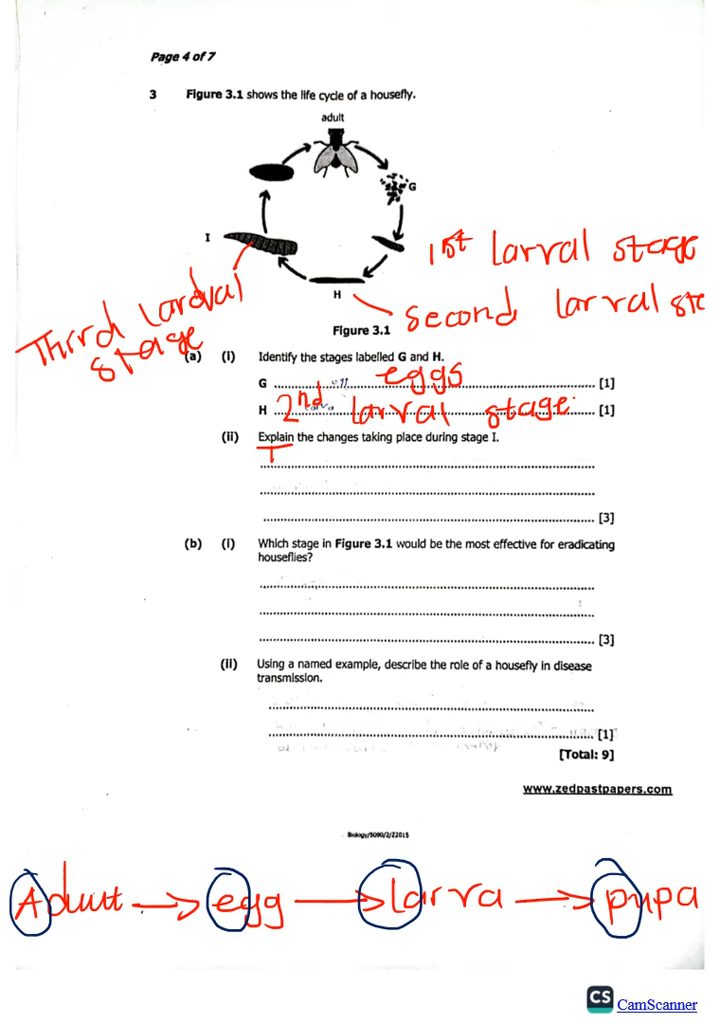 Page 4 of 7
3 Figure 3.1 shows the life cycle of a housefly.
adult
G
I
1st larval stage
H
second larval ste
Third lardval
stage
Figure 3.1
(a) (i) Identify the stages labelled G and H.
G eggs [1]
H 2nd larval stage. [1]
(ii) Explain the changes taking place during stage I.
T
[3]
(b) (i) Which stage in Figure 3.1 would be the most effective for eradicating
houseflies?
[3]
(ii) Using a named example, describe the role of a housefly in disease
transmission.
[1]
[Total: 9]
www.zedpastpapers.com
Biology/5090/2/Z2015
Aduut → egg → larva → pupa
CS CamScanner